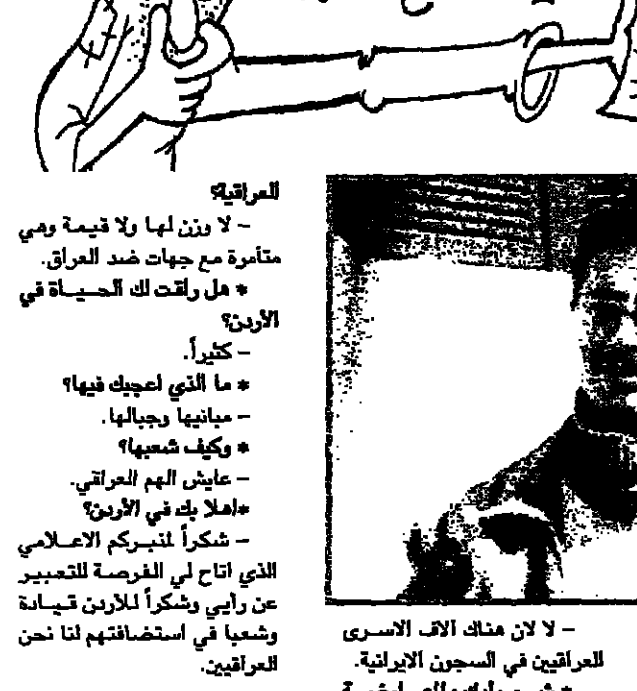 – لا لان هناك الاف الاسرى
العراقيين في السجون الايرانية.
العراقية؟
– لا وزن لها ولا قيمة وهي
متآمرة مع جهات ضد العراق.
* هل راقت لك الحياة في
الأردن؟
– كثيراً.
* ما الذي اعجبك فيها؟
– مبانيها وجبالها.
* وكيف شعبها؟
– عايش الهم العراقي.
*اهلا بك في الأردن؟
– شكراً لمنبركم الاعلامي
الذي اتاح لي الفرصة للتعبير
عن رأيي وشكراً للأردن قيادة
وشعبا في استضافتهم لنا نحن
العراقيين.